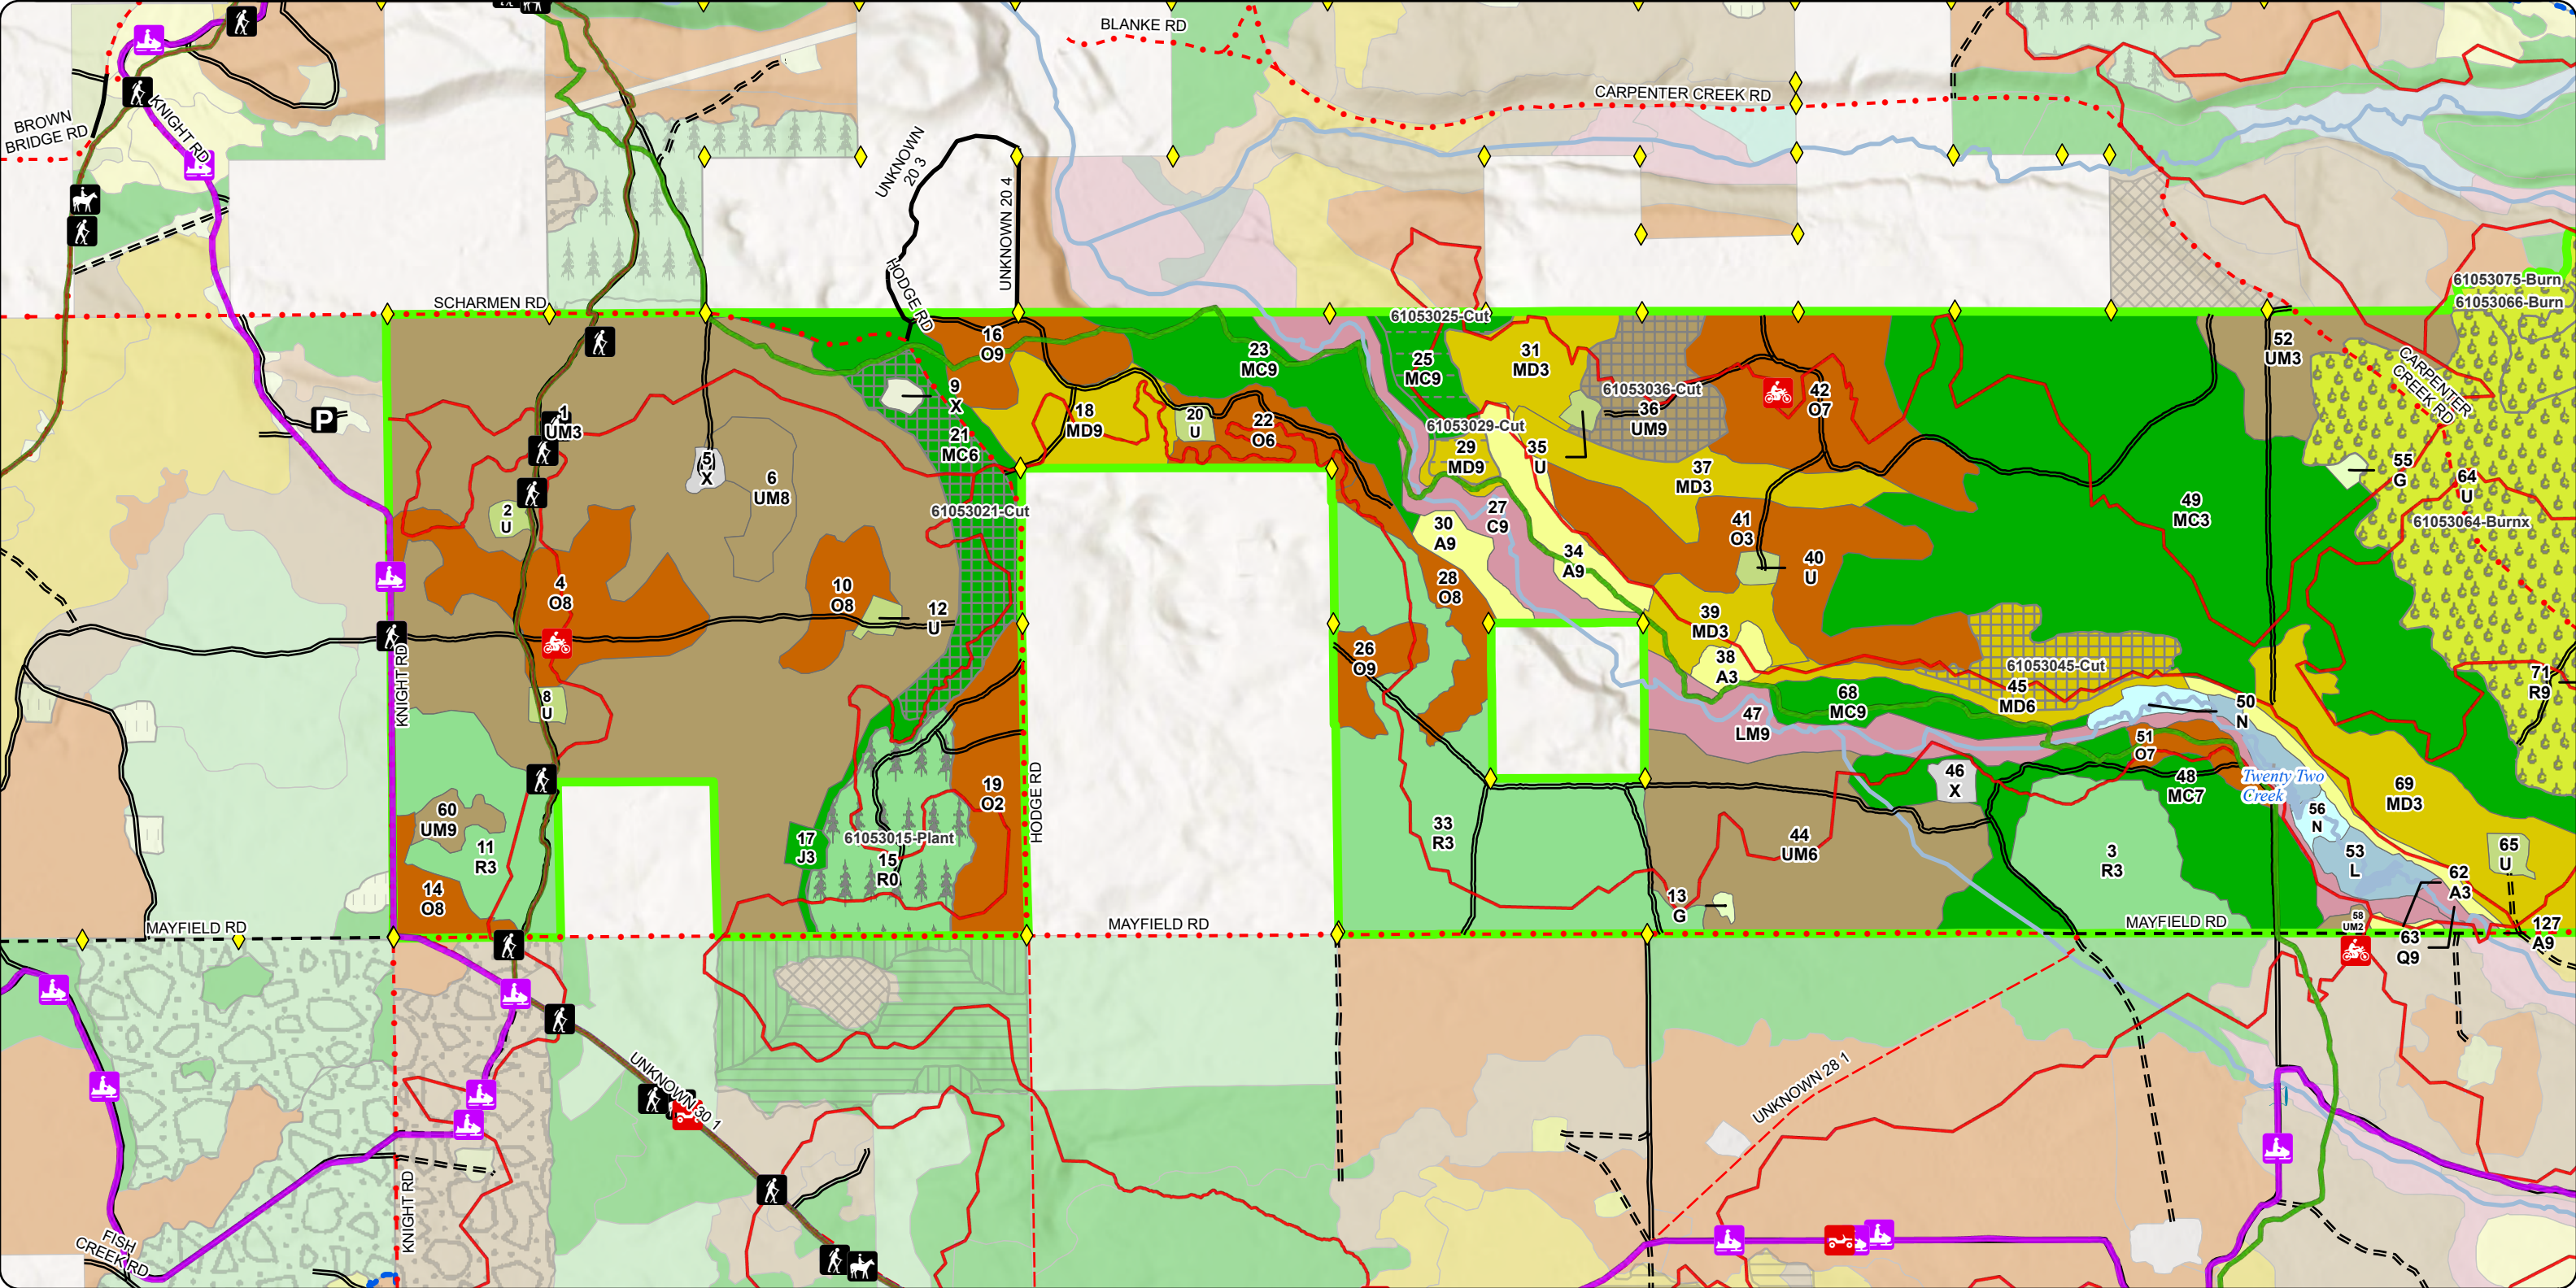 BLANKE RD
CARPENTER CREEK RD
BROWN
BRIDGE RD
KNIGHT RD
UNKNOWN
20 3
UNKNOWN 20 4
HODGE RD
SCHARMEN RD
61053075-Burn
61053066-Burn
61053025-Cut
16
O9
23
MC9
25
MC9
31
MD3
52
UM3
CARPENTER
CREEK RD
9
X
61053036-Cut
36
UM9
42
O7
1
UM3
18
MD9
20
U
22
O6
21
MC6
61053029-Cut
29
MD9
35
U
5
X
6
UM8
37
MD3
55
G
64
U
2
U
61053021-Cut
27
C9
30
A9
41
O3
49
MC3
61053064-Burnx
34
A9
40
U
4
O8
10
O8
12
U
28
O8
39
MD3
26
O9
38
A3
61053045-Cut
45
MD6
71
R9
KNIGHT RD
8
U
68
MC9
47
LM9
50
N
51
O7
46
X
48
MC7
Twenty Two
Creek
19
O2
HODGE RD
69
MD3
60
UM9
11
R3
61053015-Plant
17
J3
15
R0
33
R3
44
UM6
3
R3
56
N
53
L
65
U
14
O8
13
G
62
A3
MAYFIELD RD
MAYFIELD RD
MAYFIELD RD
58
UM2
63
Q9
127
A9
P
UNKNOWN 30 1
UNKNOWN 28 1
KNIGHT RD
FISH
CREEK RD